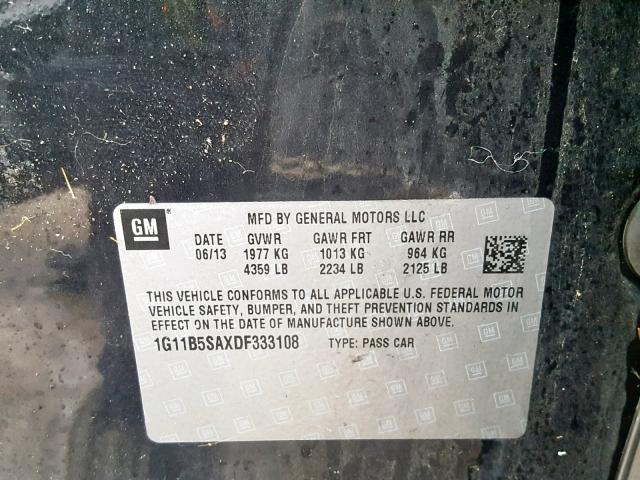 GM®
MFD BY GENERAL MOTORS LLC
DATE GVWR GAWR FRT GAWR RR
06/13 1977 KG 1013 KG 964 KG
4359 LB 2234 LB 2125 LB
THIS VEHICLE CONFORMS TO ALL APPLICABLE U.S. FEDERAL MOTOR
VEHICLE SAFETY, BUMPER, AND THEFT PREVENTION STANDARDS IN
EFFECT ON THE DATE OF MANUFACTURE SHOWN ABOVE.
1G11B5SAXDF333108 TYPE: PASS CAR